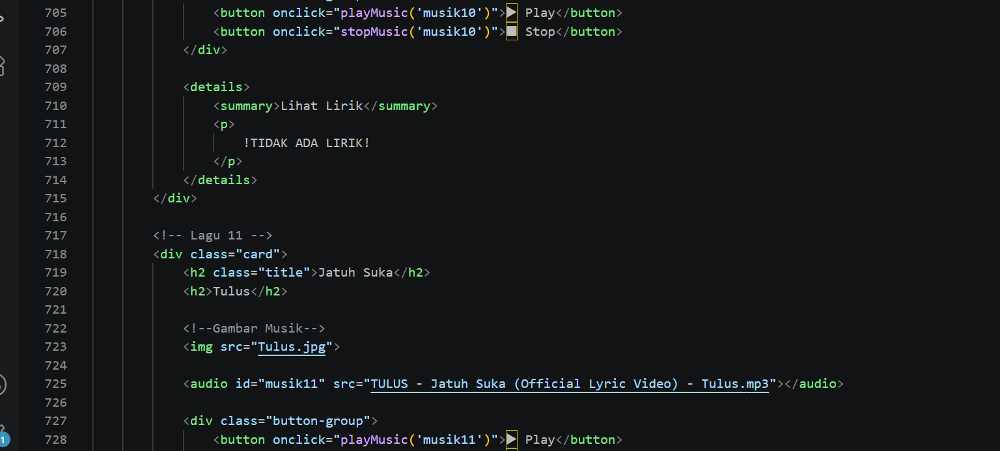 705 <button onclick="playMusic('musik10')">▶ Play</button>
706 <button onclick="stopMusic('musik10')">⏹ Stop</button>
707 </div>
708
709 <details>
710 <summary>Lihat Lirik</summary>
711 <p>
712 !TIDAK ADA LIRIK!
713 </p>
714 </details>
715 </div>
716
717 <!-- Lagu 11 -->
718 <div class="card">
719 <h2 class="title">Jatuh Suka</h2>
720 <h2>Tulus</h2>
721
722 <!--Gambar Musik-->
723 <img src="Tulus.jpg">
724
725 <audio id="musik11" src="TULUS - Jatuh Suka (Official Lyric Video) - Tulus.mp3"></audio>
726
727 <div class="button-group">
728 <button onclick="playMusic('musik11')">▶ Play</button>
1